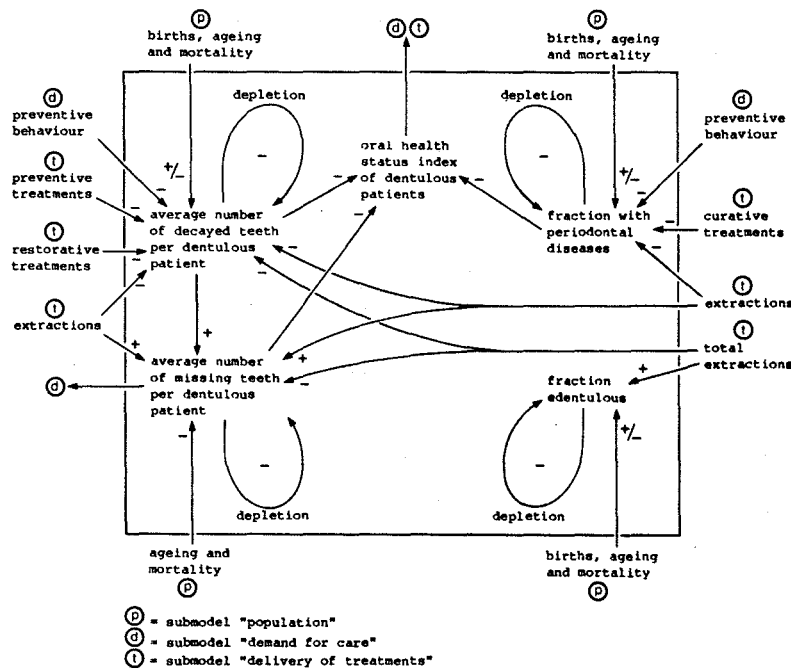 p
births, ageing
and mortality
d t
p
births, ageing
and mortality
d
preventive
behaviour
depletion
-
+/-
-
t
preventive
treatments
-
oral health
status index
of dentulous
patients
-
-
-
depletion
-
+/-
-
d
preventive
behaviour
average number
of decayed teeth
per dentulous
patient
fraction with
periodontal
diseases
t
curative
treatments
-
-
t
restorative
treatments
-
-
-
-
t
extractions
t
extractions
+
+
+
-
t
total
extractions
average number
of missing teeth
per dentulous
patient
d
fraction
edentulous
+
+/-
-
-
depletion
-
depletion
ageing and
mortality
p
births, ageing
and mortality
p
p = submodel "population"
d = submodel "demand for care"
t = submodel "delivery of treatments"